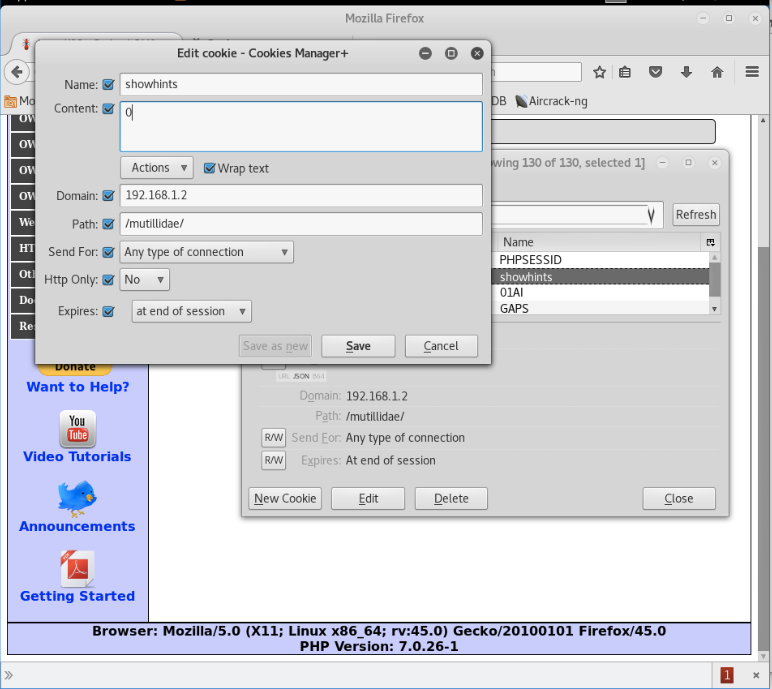 Mozilla Firefox
Edit cookie - Cookies Manager+
Name:
showhints
Content:
0
DB
Aircrack-ng
Mo
OW
OW
OW
OW
We
HT
Oth
Do
Re
Actions
Wrap text
wing 130 of 130, selected 1]
Domain:
192.168.1.2
Path:
/mutillidae/
Refresh
Send For:
Any type of connection
Name
PHPSESSID
Http Only:
No
showhints
01AI
GAPS
Expires:
at end of session
Save as new
Save
Cancel
Donate
URL JSON B64
Want to Help?
Domain:
192.168.1.2
Path:
/mutillidae/
You
Tube
R/W
Send For:
Any type of connection
Video Tutorials
R/W
Expires:
At end of session
New Cookie
Edit
Delete
Close
Announcements
PDF
Getting Started
Browser: Mozilla/5.0 (X11; Linux x86_64; rv:45.0) Gecko/20100101 Firefox/45.0
PHP Version: 7.0.26-1
1